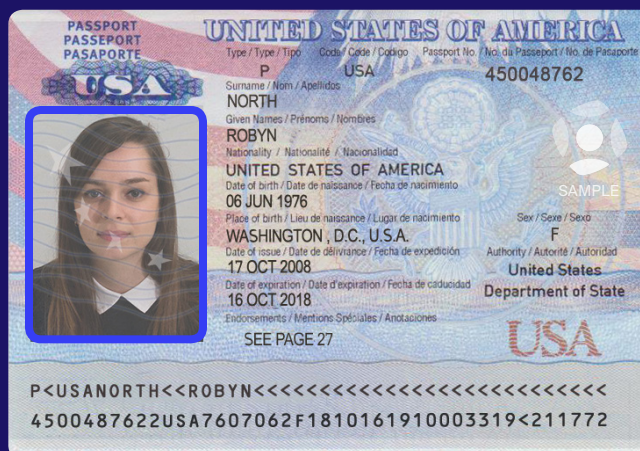 PASSPORT
PASSEPORT
PASAPORTE
USA
UNITED STATES OF AMERICA
Type / Type / Tipo Code / Code / Codigo Passport No. / No. du Passeport / No. de Pasaporte
P USA 450048762
Surname / Nom / Apellidos
NORTH
Given Names / Prénoms / Nombres
ROBYN
Nationality / Nationalité / Nacionalidad
UNITED STATES OF AMERICA
Date of birth / Date de naissance / Fecha de nacimiento
06 JUN 1976
SAMPLE
Place of birth / Lieu de naissance / Lugar de nacimiento Sex / Sexe / Sexo
WASHINGTON , D.C., U.S.A. F
Date of issue / Date de délivrance / Fecha de expedición Authority / Autorité / Autoridad
17 OCT 2008 United States
Date of expiration / Date d'expiration / Fecha de caducidad Department of State
16 OCT 2018
Endorsements / Mentions Spéciales / Anotaciones
SEE PAGE 27
USA
P<USANORTH<<ROBYN<<<<<<<<<<<<<<<<<<<<<<<<<<<
4500487622USA7607062F1810161910003319<211772